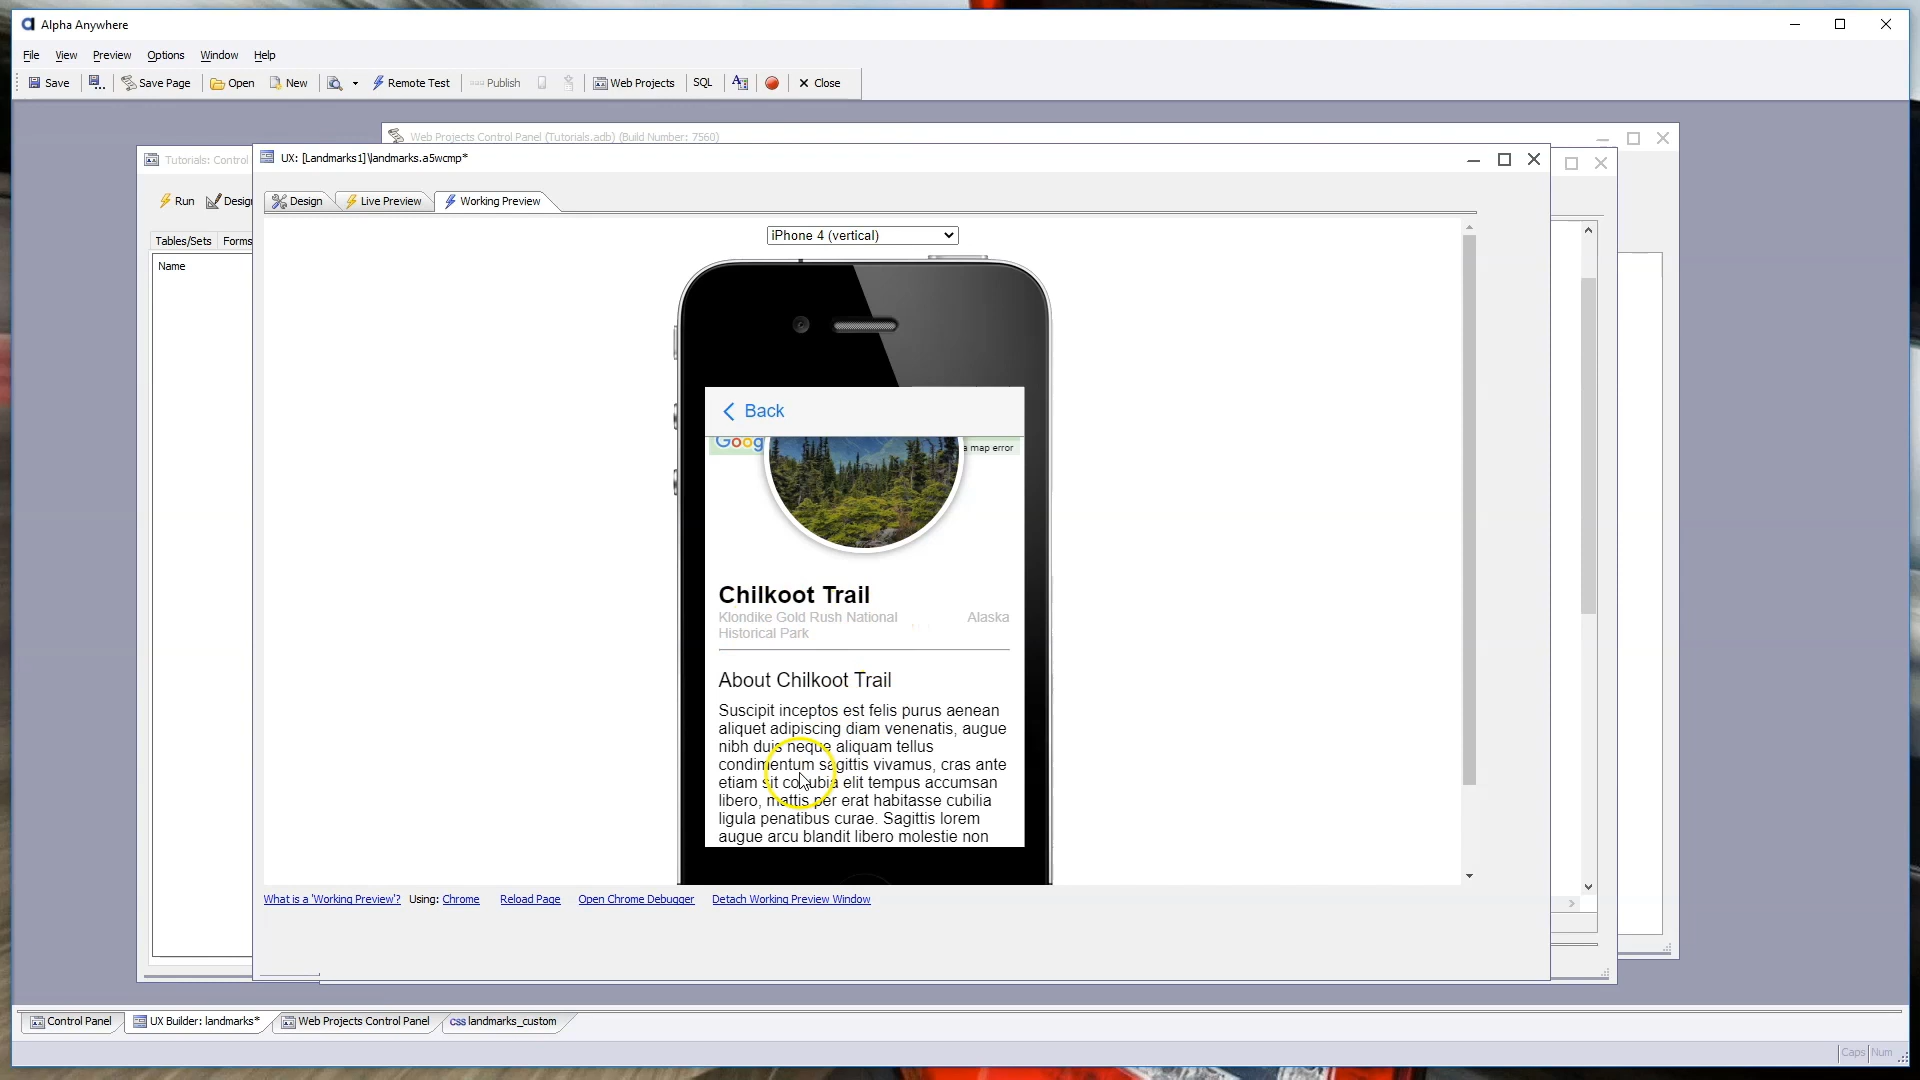 Alpha Anywhere
File View Preview Options Window Help
Save Save Page Open New Remote Test Publish Web Projects SQL Close
Web Projects Control Panel (Tutorials.adb) (Build Number: 7560)
Tutorials: Control
UX: [Landmarks1]\landmarks.a5wcmp*
Run Design
Design Live Preview Working Preview
Tables/Sets Forms
Name
iPhone 4 (vertical)
Back
Goog
a map error
Chilkoot Trail
Klondike Gold Rush National Alaska
Historical Park
About Chilkoot Trail
Suscipit inceptos est felis purus aenean
aliquet adipiscing diam venenatis, augue
nibh duis neque aliquam tellus
condimentum sagittis vivamus, cras ante
etiam sit conubia elit tempus accumsan
libero, mattis per erat habitasse cubilia
ligula penatibus curae. Sagittis lorem
augue arcu blandit libero molestie non
What is a 'Working Preview'? Using: Chrome Reload Page Open Chrome Debugger Detach Working Preview Window
Control Panel UX Builder: landmarks* Web Projects Control Panel css landmarks_custom
Caps Num